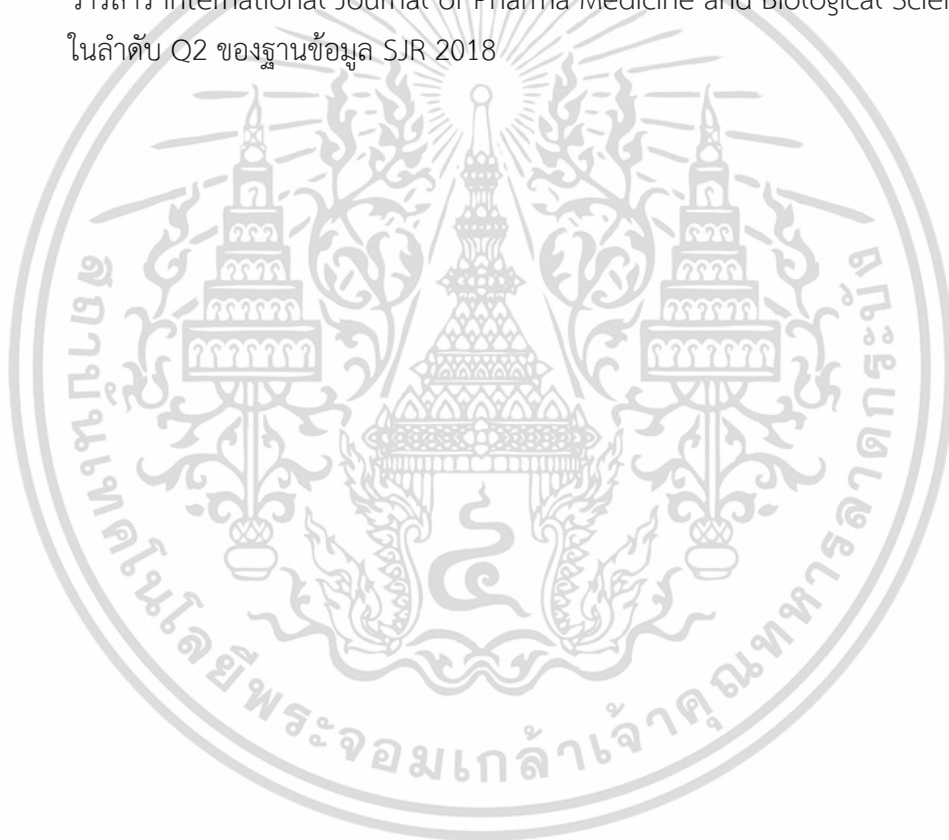 วารสาร International Journal of Pharma Medicine and Biological
ในลำดับ Q2 ของฐานข้อมูล SJR 2018
สถาบันเทคโนโลยีพระจอมเกล้าเจ้าคุณทหารลาดกระบัง